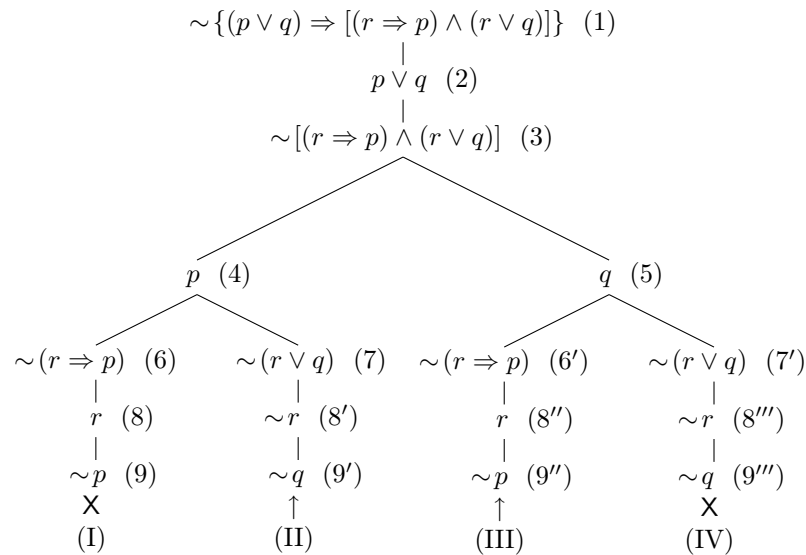 ∼{(p ∨ q) ⇒ [(r ⇒ p) ∧ (r ∨ q)]} (1)
p ∨ q (2)
∼[(r ⇒ p) ∧ (r ∨ q)] (3)
p (4) q (5)
∼(r ⇒ p) (6) ∼(r ∨ q) (7) ∼(r ⇒ p) (6′) ∼(r ∨ q) (7′)
r (8) ∼r (8′) r (8″) ∼r (8‴)
∼p (9) ∼q (9′) ∼p (9″) ∼q (9‴)
X ↑ ↑ X
(I) (II) (III) (IV)